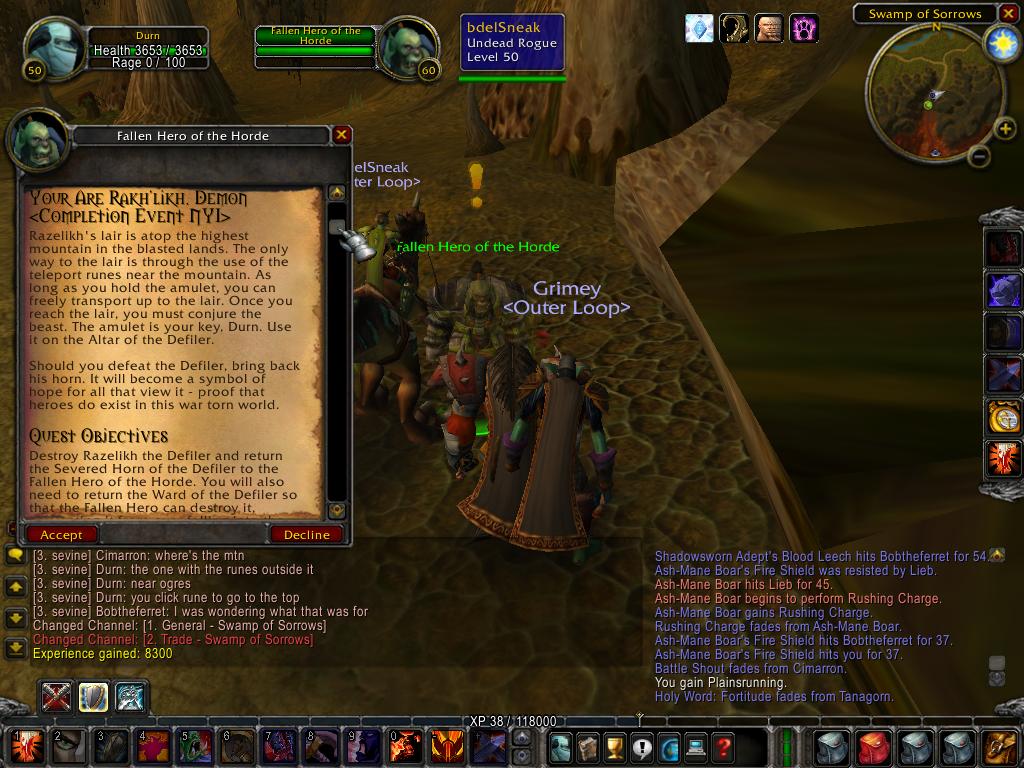 Durn
Health 3653 / 3653
Rage 0 / 100
50
Fallen Hero of the
Horde
60
bdelSneak
Undead Rogue
Level 50
Swamp of Sorrows
N
Fallen Hero of the Horde
Your Are Rakh'likh, Demon
<Completion Event NYI>
Razelikh's lair is atop the highest
mountain in the blasted lands. The only
way to the lair is through the use of the
teleport runes near the mountain. As
long as you hold the amulet, you can
freely transport up to the lair. Once you
reach the lair, you must conjure the
beast. The amulet is your key, Durn. Use
it on the Altar of the Defiler.
Should you defeat the Defiler, bring back
his horn. It will become a symbol of
hope for all that view it - proof that
heroes do exist in this war torn world.
Quest Objectives
Destroy Razelikh the Defiler and return
the Severed Horn of the Defiler to the
Fallen Hero of the Horde. You will also
need to return the Ward of the Defiler so
that the Fallen Hero can destroy it,
Accept
Decline
elSneak
ter Loop>
Fallen Hero of the Horde
Grimey
<Outer Loop>
[3. sevine] Cimarron: where's the mtn
[3. sevine] Durn: the one with the runes outside it
[3. sevine] Durn: near ogres
[3. sevine] Durn: you click rune to go to the top
[3. sevine] Bobtheferret: I was wondering what that was for
Changed Channel: [1. General - Swamp of Sorrows]
Changed Channel: [2. Trade - Swamp of Sorrows]
Experience gained: 8300
Shadowsworn Adept's Blood Leech hits Bobtheferret for 54.
Ash-Mane Boar's Fire Shield was resisted by Lieb.
Ash-Mane Boar hits Lieb for 45.
Ash-Mane Boar begins to perform Rushing Charge.
Ash-Mane Boar gains Rushing Charge.
Rushing Charge fades from Ash-Mane Boar.
Ash-Mane Boar's Fire Shield hits Bobtheferret for 37.
Ash-Mane Boar's Fire Shield hits you for 37.
Battle Shout fades from Cimarron.
You gain Plainsrunning.
Holy Word: Fortitude fades from Tanagorn.
XP 38 / 118000
1 2 3 4 5 6 7 8 9 0 - =